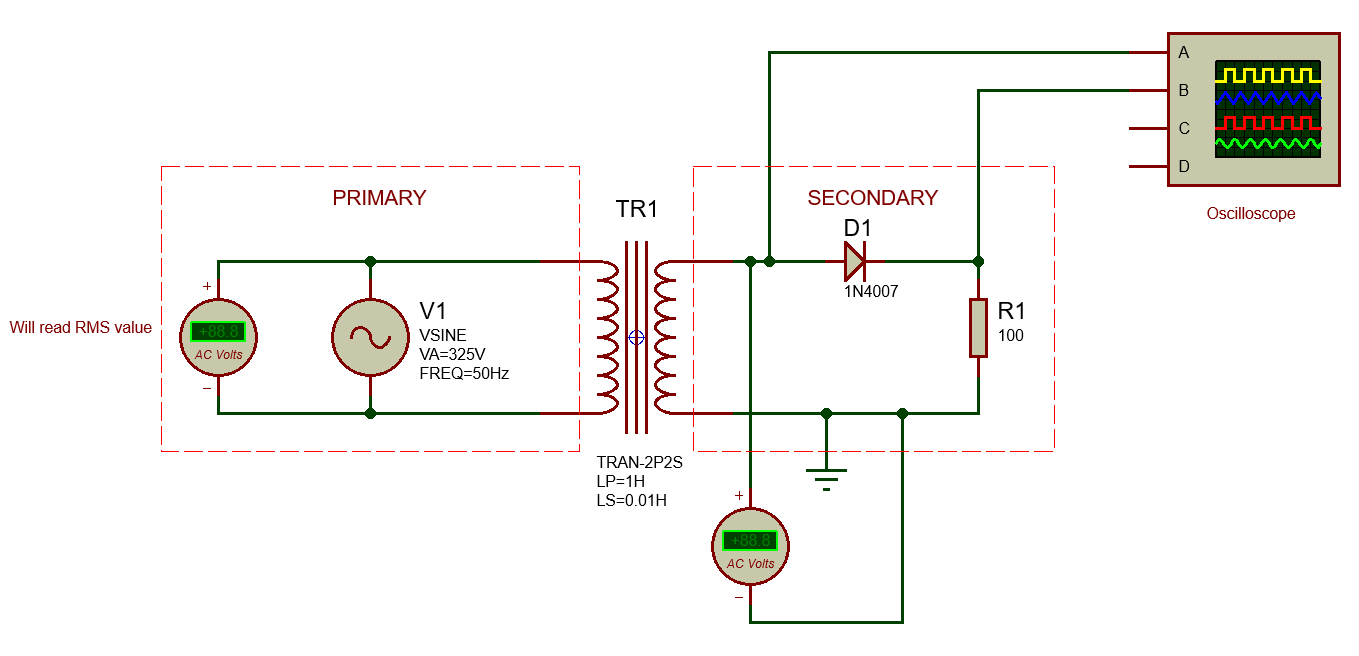 A
B
C
D
Oscilloscope
PRIMARY
TR1
SECONDARY
D1
1N4007
+
Will read RMS value
+88.8
AC Volts
−
V1
VSINE
VA=325V
FREQ=50Hz
R1
100
TRAN-2P2S
LP=1H
LS=0.01H
+
+88.8
AC Volts
−